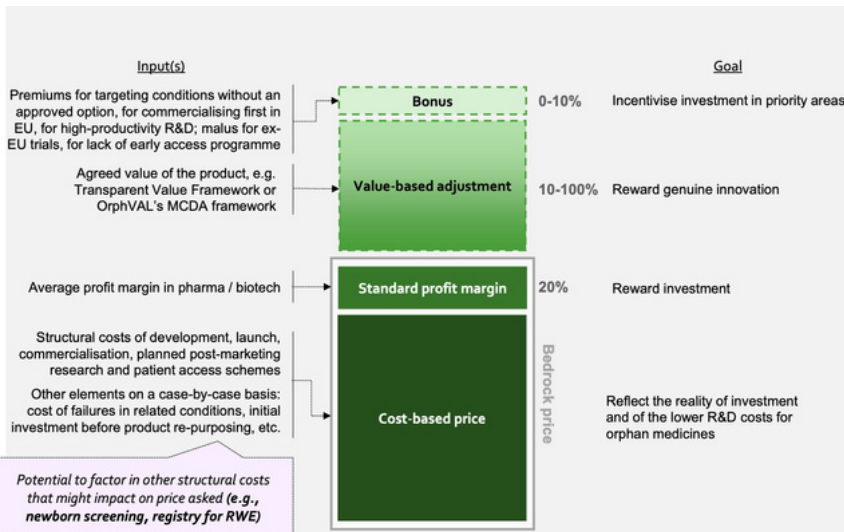 Input(s)
Goal
Premiums for targeting conditions without an
approved option, for commercialising first in
EU, for high-productivity R&D; malus for ex-
EU trials, for lack of early access programme
Bonus
0-10%
Incentivise investment in priority areas
Agreed value of the product, e.g.
Transparent Value Framework or
OrphVAL's MCDA framework
Value-based adjustment
10-100%
Reward genuine innovation
Average profit margin in pharma / biotech
Standard profit margin
20%
Reward investment
Structural costs of development, launch,
commercialisation, planned post-marketing
research and patient access schemes
Other elements on a case-by-case basis:
cost of failures in related conditions, initial
investment before product re-purposing, etc.
Cost-based price
Bedrock price
Reflect the reality of investment
and of the lower R&D costs for
orphan medicines
Potential to factor in other structural costs
that might impact on price asked (e.g.,
newborn screening, registry for RWE)